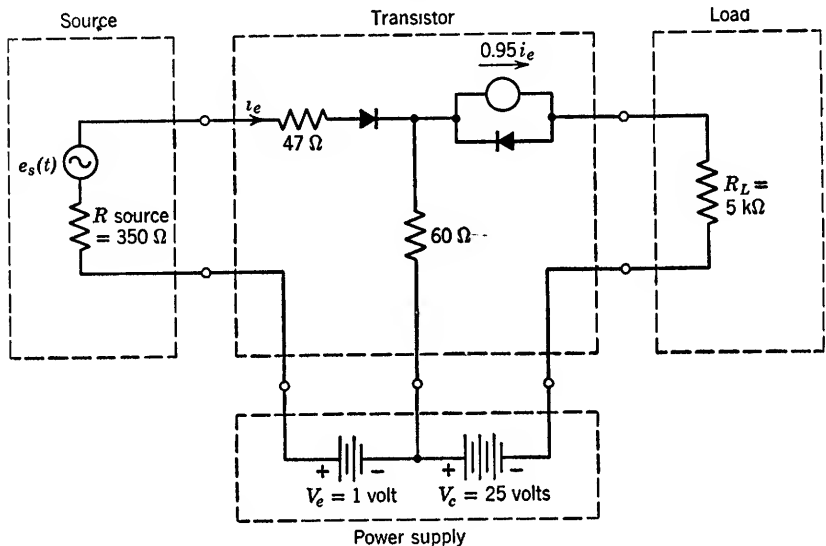 Source
Transistor
Load
0.95 i_e
i_e
47 Ω
e_s(t)
R source
= 350 Ω
60 Ω
R_L =
5 kΩ
+ − + −
V_e = 1 volt
V_c = 25 volts
Power supply